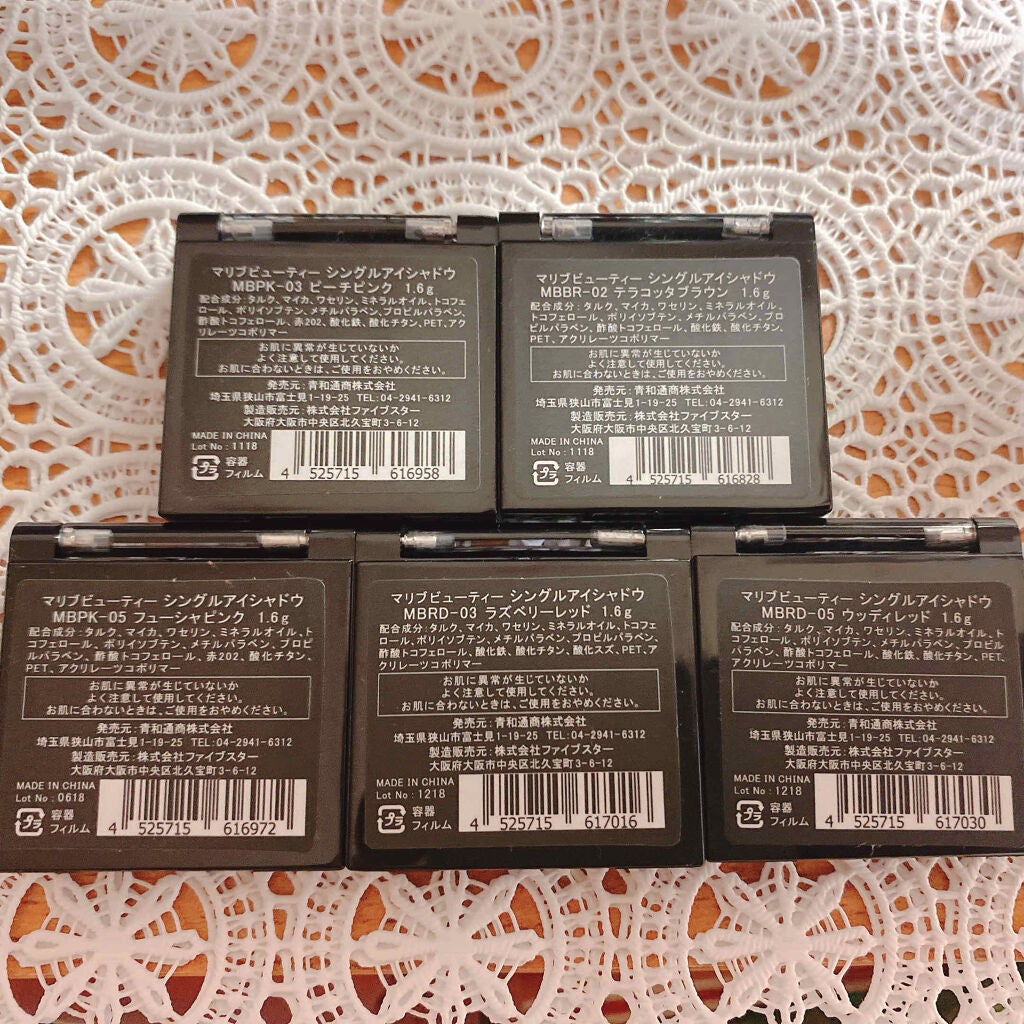 マリブビューティー シングルアイシャドウ
MBPK-03 ピーチピンク 1.6g
配合成分:タルク、マイカ、ワセリン、ミネラルオイル、トコフェ
ロール、ポリイソブテン、メチルパラベン、プロピルパラベン、
酢酸トコフェロール、赤202、酸化鉄、酸化チタン、PET、アク
リレーツコポリマー
お肌に異常が生じていないか
よく注意して使用してください。
お肌に合わないときは、ご使用をおやめください。
発売元:青和通商株式会社
埼玉県狭山市富士見1-19-25 TEL:04-2941-6312
製造販売元:株式会社ファイブスター
大阪府大阪市中央区北久宝町3-6-12
MADE IN CHINA
Lot No:1118
プラ 容器
フィルム
4 525715 616958
マリブビューティー シングルアイシャドウ
MBBR-02 テラコッタブラウン 1.6g
配合成分:タルク、マイカ、ワセリン、ミネラルオイル、
トコフェロール、ポリイソブテン、メチルパラベン、プロ
ピルパラベン、酢酸トコフェロール、酸化鉄、酸化チタン、
PET、アクリレーツコポリマー
お肌に異常が生じていないか
よく注意して使用してください。
お肌に合わないときは、ご使用をおやめください。
発売元:青和通商株式会社
埼玉県狭山市富士見1-19-25 TEL:04-2941-6312
製造販売元:株式会社ファイブスター
大阪府大阪市中央区北久宝町3-6-12
MADE IN CHINA
Lot No:1118
プラ 容器
フィルム
4 525715 616828
マリブビューティー シングルアイシャドウ
MBPK-05 フューシャピンク 1.6g
配合成分:タルク、マイカ、ワセリン、ミネラルオイル、ト
コフェロール、ポリイソブテン、メチルパラベン、プロピル
パラベン、酢酸トコフェロール、赤202、酸化チタン、
PET、アクリレーツコポリマー
お肌に異常が生じていないか
よく注意して使用してください。
お肌に合わないときは、ご使用をおやめください。
発売元:青和通商株式会社
埼玉県狭山市富士見1-19-25 TEL:04-2941-6312
製造販売元:株式会社ファイブスター
大阪府大阪市中央区北久宝町3-6-12
MADE IN CHINA
Lot No:0618
プラ 容器
フィルム
4 525715 616972
マリブビューティー シングルアイシャドウ
MBRD-03 ラズベリーレッド 1.6g
配合成分:タルク、マイカ、ワセリン、ミネラルオイル、トコフェ
ロール、ポリイソブテン、メチルパラベン、プロピルパラベン、
酢酸トコフェロール、酸化鉄、酸化チタン、酸化スズ、PET、ア
クリレーツコポリマー
お肌に異常が生じていないか
よく注意して使用してください。
お肌に合わないときは、ご使用をおやめください。
発売元:青和通商株式会社
埼玉県狭山市富士見1-19-25 TEL:04-2941-6312
製造販売元:株式会社ファイブスター
大阪府大阪市中央区北久宝町3-6-12
MADE IN CHINA
Lot No:1218
プラ 容器
フィルム
4 525715 617016
マリブビューティー シングルアイシャドウ
MBRD-05 ウッディレッド 1.6g
配合成分:タルク、マイカ、ワセリン、ミネラルオイル、ト
コフェロール、ポリイソブテン、メチルパラベン、プロピル
パラベン、酢酸トコフェロール、酸化鉄、酸化チタン、PET、
アクリレーツコポリマー
お肌に異常が生じていないか
よく注意して使用してください。
お肌に合わないときは、ご使用をおやめください。
発売元:青和通商株式会社
埼玉県狭山市富士見1-19-25 TEL:04-2941-6312
製造販売元:株式会社ファイブスター
大阪府大阪市中央区北久宝町3-6-12
MADE IN CHINA
Lot No:1218
プラ 容器
フィルム
4 525715 617030